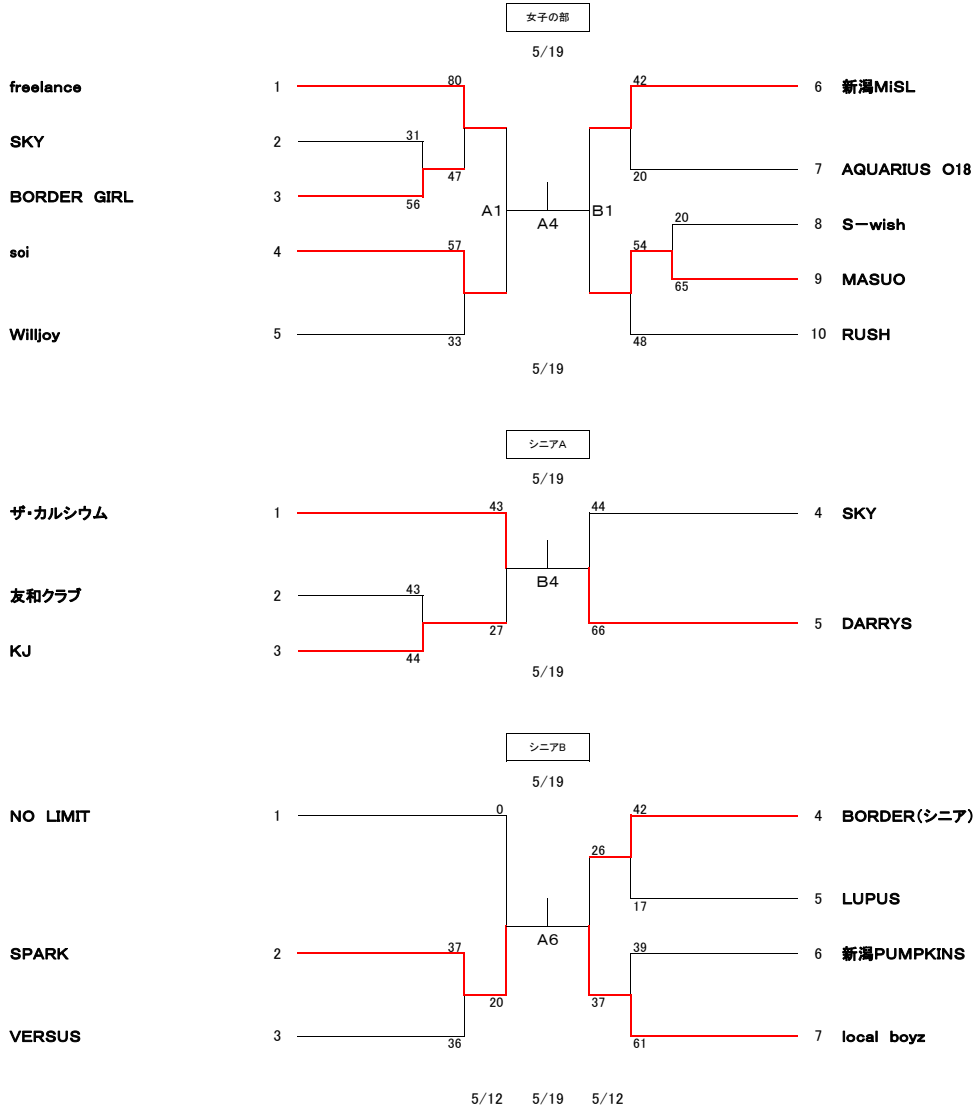 女子の部
5/19
freelance 1 80 42 6 新潟MiSL
SKY 2 31
47 20 7 AQUARIUS O18
BORDER GIRL 3 56
A1 A4 B1
20 8 S－wish
soi 4 57 54
65 9 MASUO
Willjoy 5 33 48 10 RUSH
5/19
シニアA
5/19
ザ・カルシウム 1 43 44 4 SKY
B4
友和クラブ 2 43
27 66 5 DARRYS
KJ 3 44
5/19
シニアB
5/19
NO LIMIT 1 0 42 4 BORDER（シニア）
26
17 5 LUPUS
A6
SPARK 2 37 39 6 新潟PUMPKINS
20 37
VERSUS 3 36 61 7 local boyz
5/12 5/19 5/12